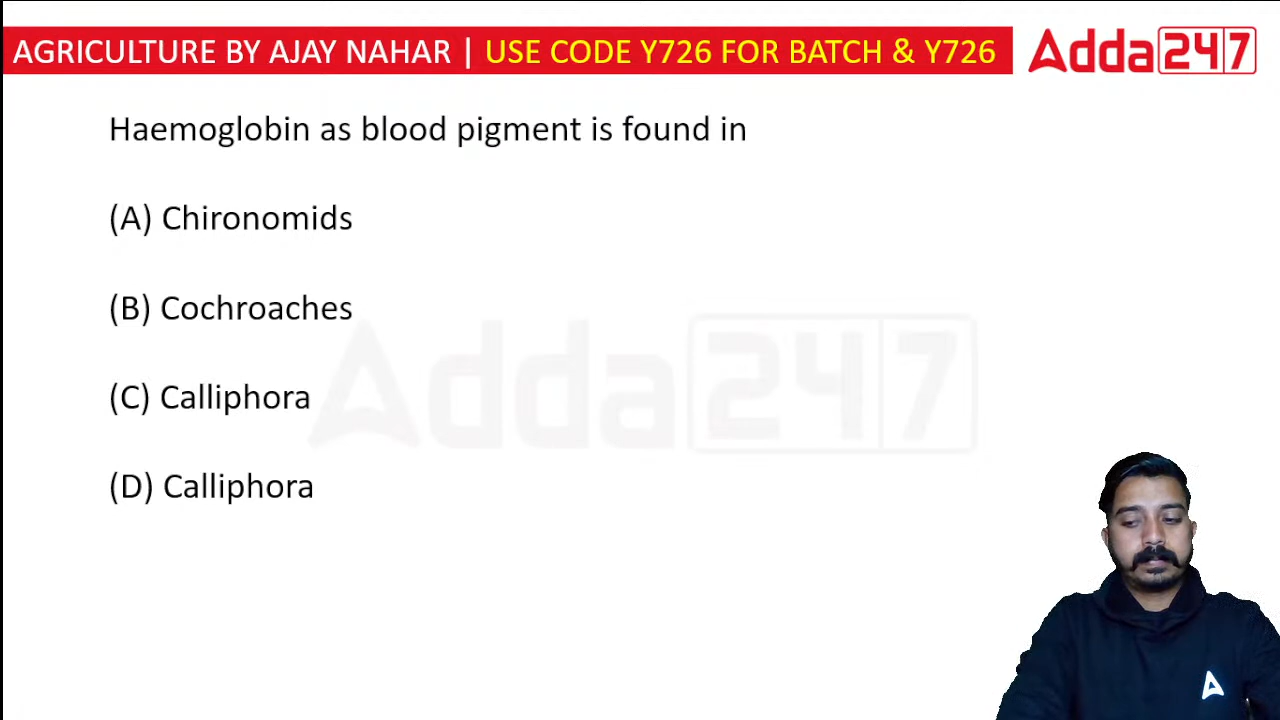 AGRICULTURE BY AJAY NAHAR | USE CODE Y726 FOR BATCH & Y726 Adda247
Haemoglobin as blood pigment is found in
(A) Chironomids
(B) Cochroaches
(C) Calliphora
(D) Calliphora
Adda247